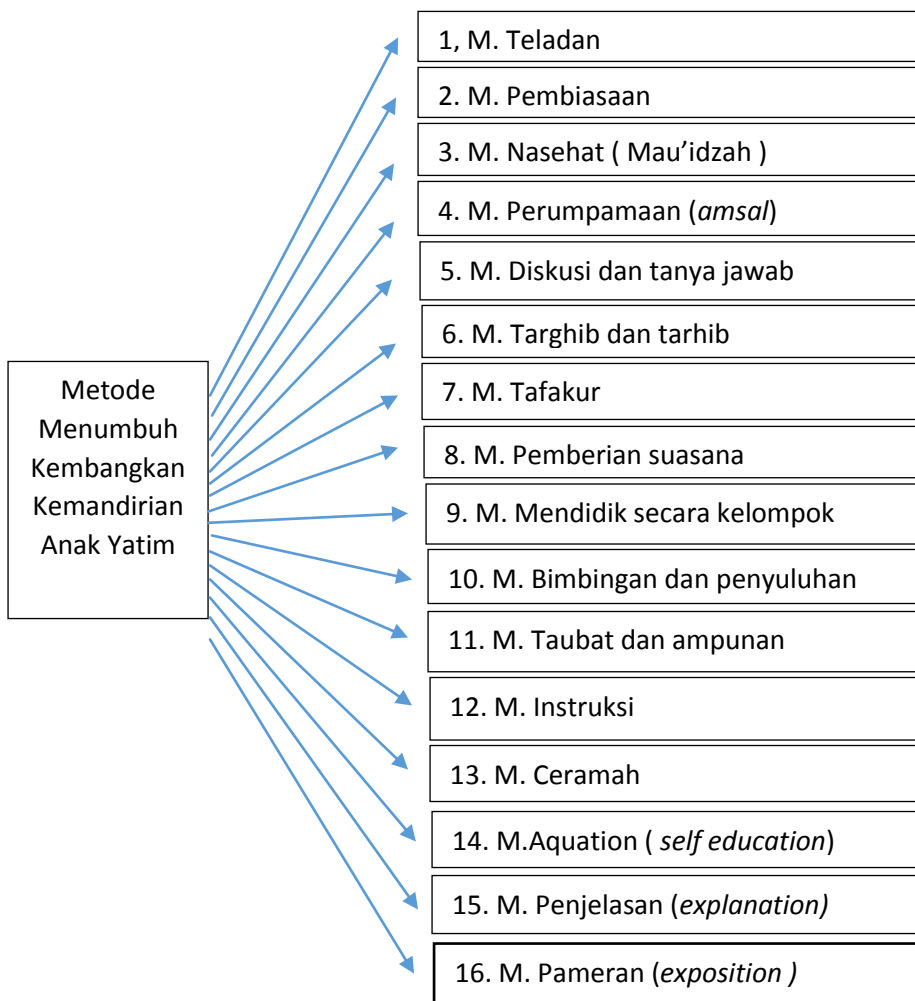 1, M. Teladan
2. M. Pembiasaan
3. M. Nasehat ( Mau’idzah )
4. M. Perumpamaan (amsal)
5. M. Diskusi dan tanya jawab
6. M. Targhib dan tarhib
Metode
Menumbuh
Kembangkan
Kemandirian
Anak Yatim
7. M. Tafakur
8. M. Pemberian suasana
9. M. Mendidik secara kelompok
10. M. Bimbingan dan penyuluhan
11. M. Taubat dan ampunan
12. M. Instruksi
13. M. Ceramah
14. M.Aquation ( self education)
15. M. Penjelasan (explanation)
16. M. Pameran (exposition )